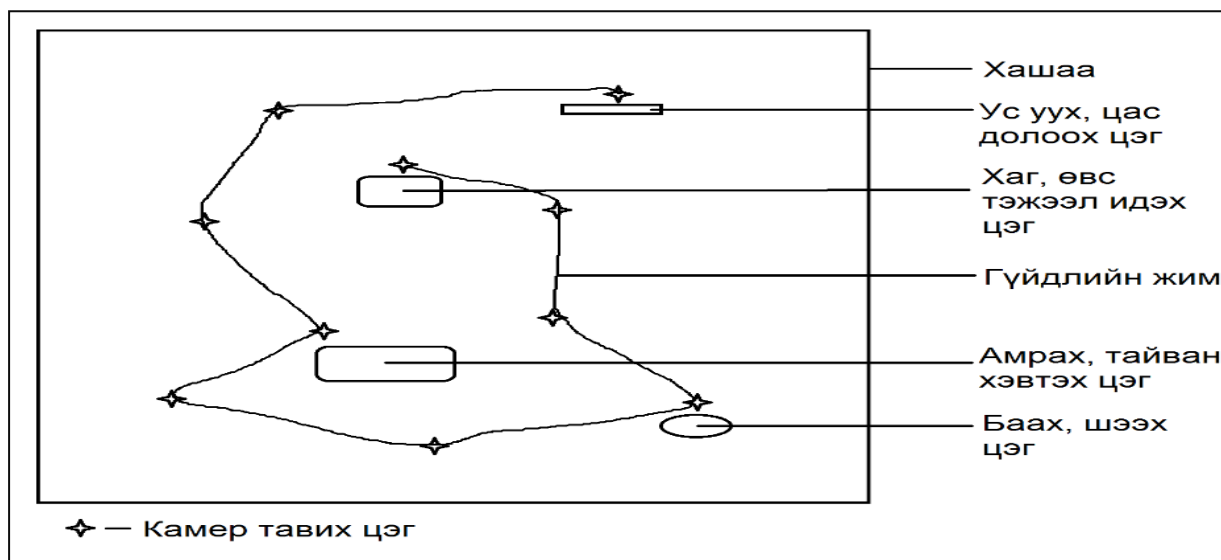 Хашаа
Ус уух, цас
долоох цэг
Хаг, өвс
тэжээл идэх
цэг
Гүйдлийн жим
Амрах, тайван
хэвтэх цэг
Баах, шээх
цэг
— Камер тавих цэг